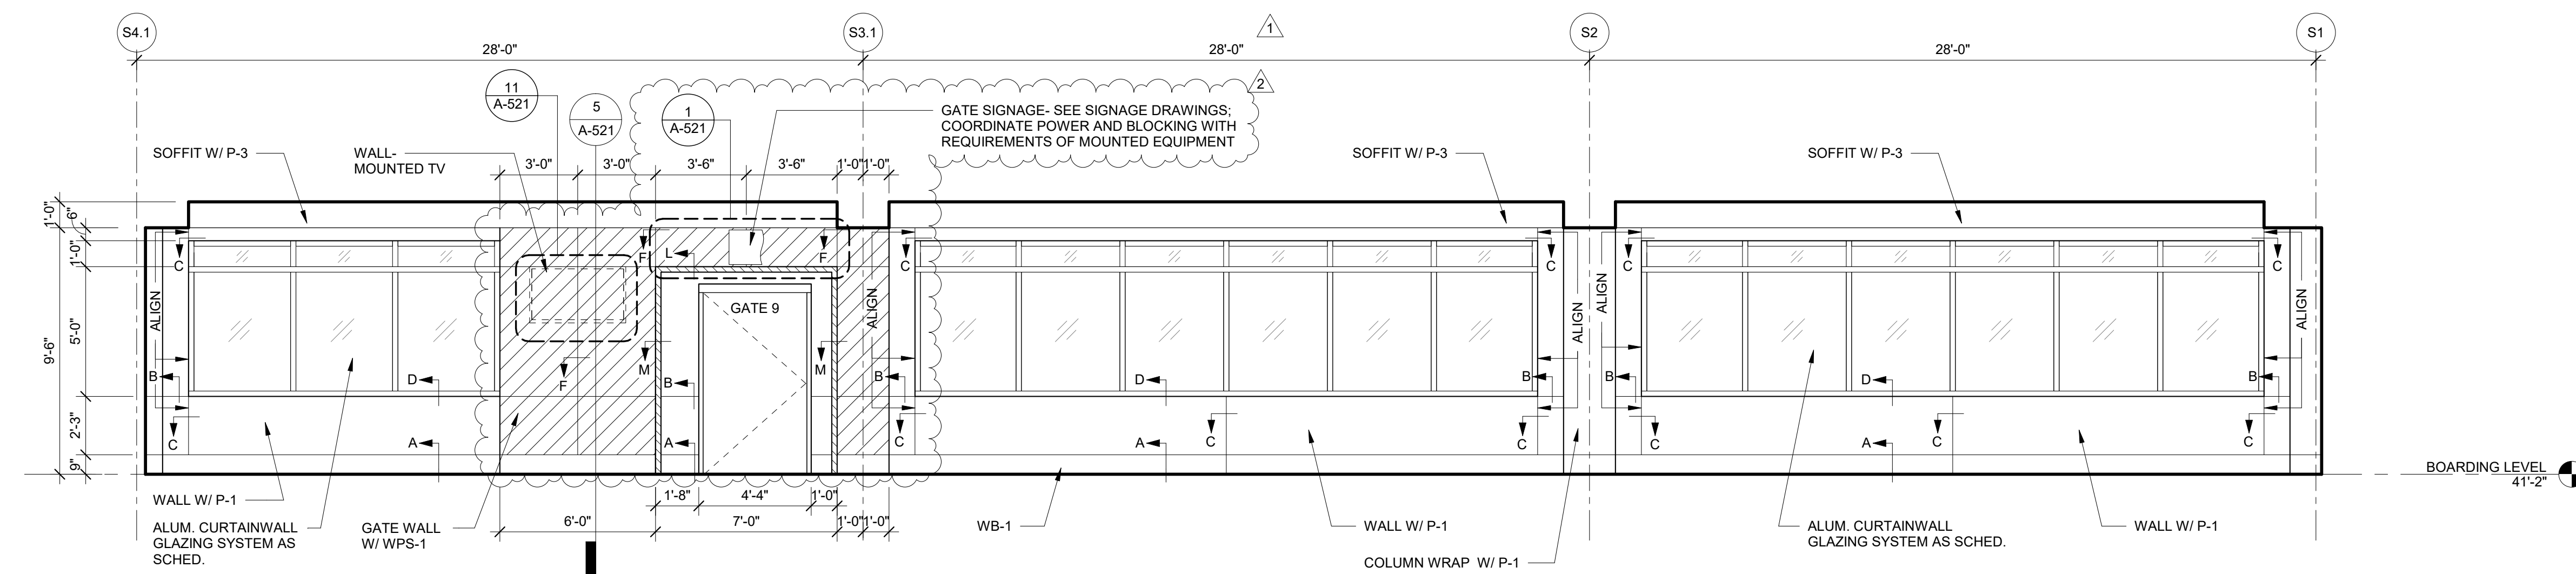 S4.1
S3.1
S2
S1
1
28'-0"
28'-0"
28'-0"
2
11
A-521
5
A-521
1
A-521
GATE SIGNAGE- SEE SIGNAGE DRAWINGS;
COORDINATE POWER AND BLOCKING WITH
REQUIREMENTS OF MOUNTED EQUIPMENT
SOFFIT W/ P-3
WALL-
MOUNTED TV
SOFFIT W/ P-3
SOFFIT W/ P-3
3'-0"
3'-0"
3'-6"
3'-6"
1'-0"
1'-0"
1'-0"
6"
1'-0"
5'-0"
9'-6"
2'-3"
9"
C
F
L
F
C
C
C
C
ALIGN
ALIGN
ALIGN
ALIGN
ALIGN
GATE 9
B
D
F
M
B
M
B
D
B
B
D
B
C
A
A
C
A
C
C
C
A
C
C
BOARDING LEVEL
41'-2"
1'-8"
4'-4"
1'-0"
6'-0"
7'-0"
1'-0"
1'-0"
WALL W/ P-1
ALUM. CURTAINWALL
GLAZING SYSTEM AS
SCHED.
GATE WALL
W/ WPS-1
WB-1
WALL W/ P-1
COLUMN WRAP W/ P-1
ALUM. CURTAINWALL
GLAZING SYSTEM AS SCHED.
WALL W/ P-1